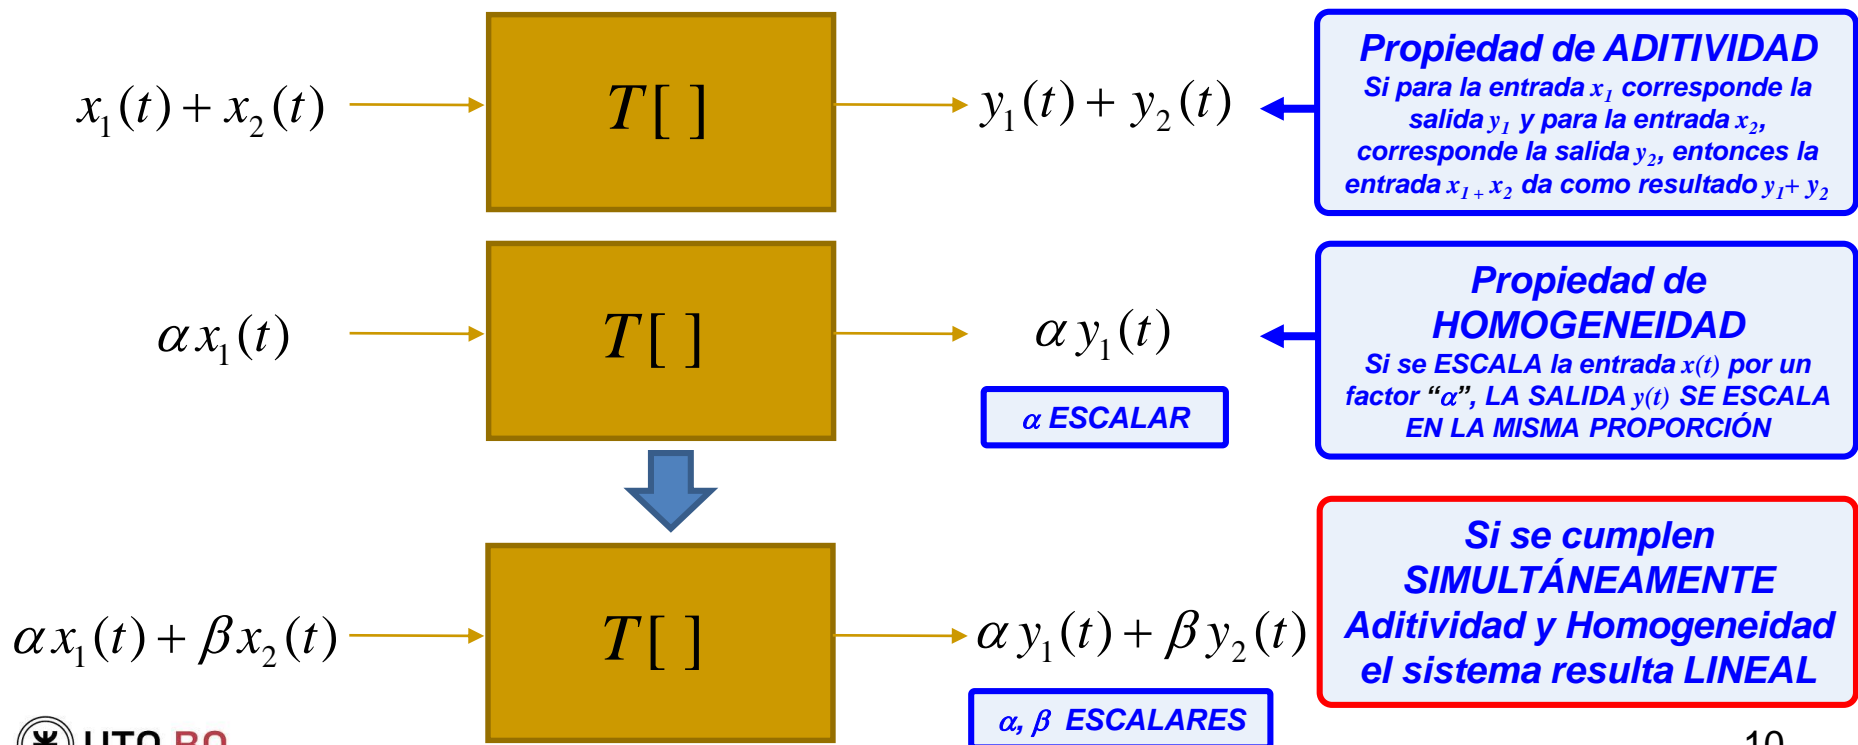 x₁(t) + x₂(t)
T[ ]
y₁(t) + y₂(t)
Propiedad de ADITIVIDAD
Si para la entrada x₁ corresponde la
salida y₁ y para la entrada x₂,
corresponde la salida y₂, entonces la
entrada x₁ + x₂ da como resultado y₁+ y₂
α x₁(t)
T[ ]
α y₁(t)
α ESCALAR
Propiedad de
HOMOGENEIDAD
Si se ESCALA la entrada x(t) por un
factor “α”, LA SALIDA y(t) SE ESCALA
EN LA MISMA PROPORCIÓN
α x₁(t) + β x₂(t)
T[ ]
α y₁(t) + β y₂(t)
α, β ESCALARES
Si se cumplen
SIMULTÁNEAMENTE
Aditividad y Homogeneidad
el sistema resulta LINEAL
10